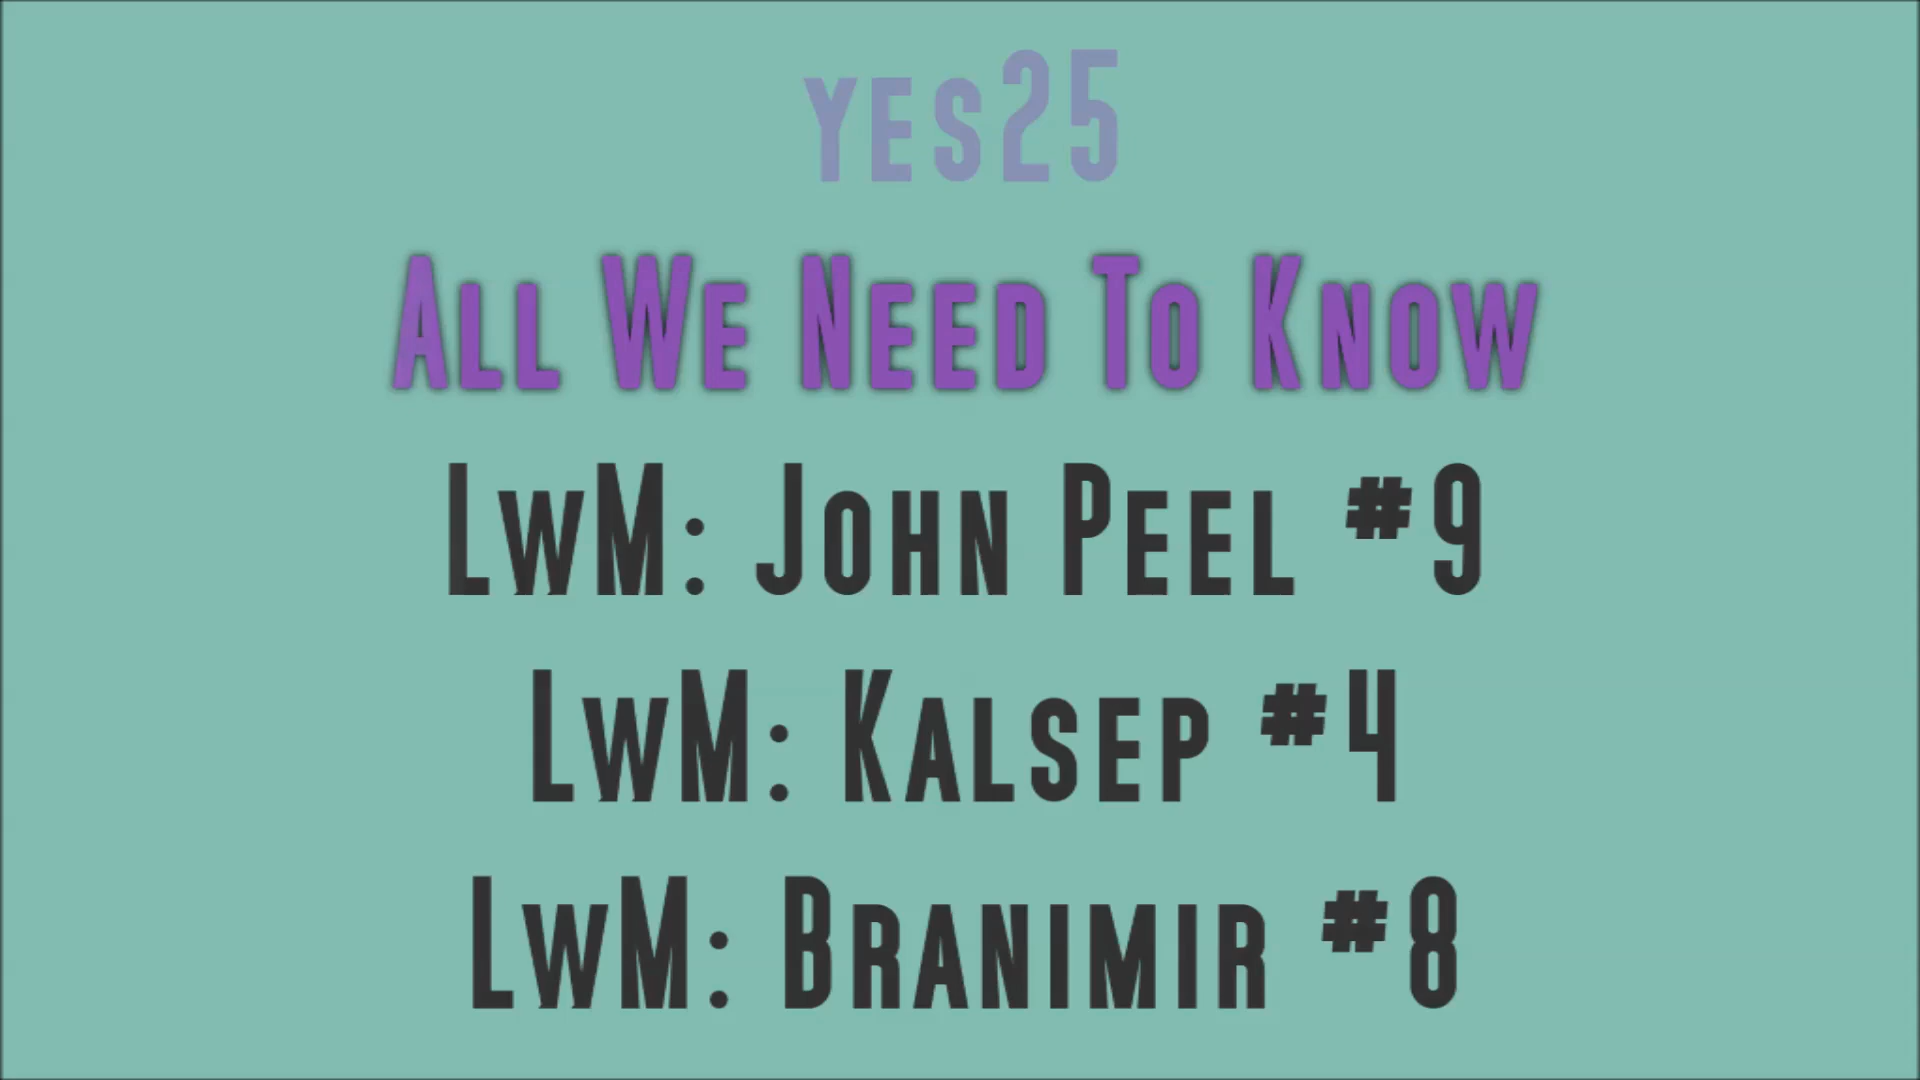 yes25
All We Need To Know
LwM: John Peel #9
LwM: Kalsep #4
LwM: Branimir #8